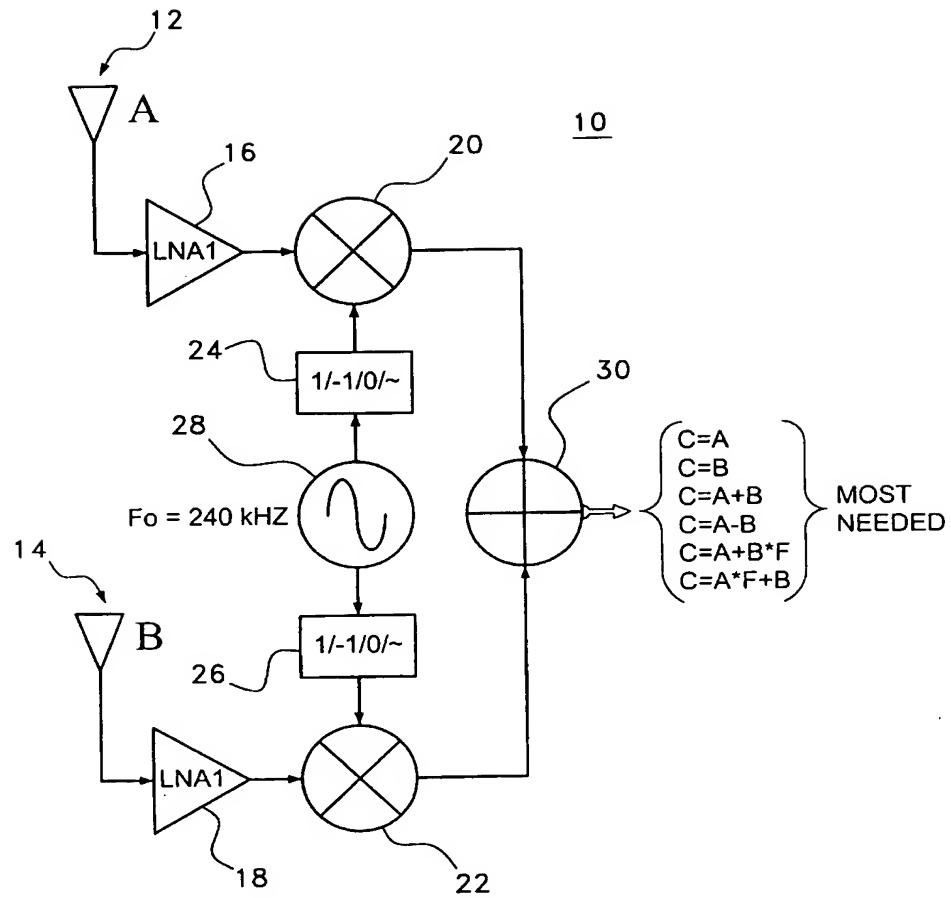 12
A
10
16
20
LNA1
24
1/-1/0/~
30
28
Fo = 240 kHZ
C=A
C=B
C=A+B
C=A-B
C=A+B*F
C=A*F+B
MOST
NEEDED
14
B
1/-1/0/~
26
LNA1
18
22